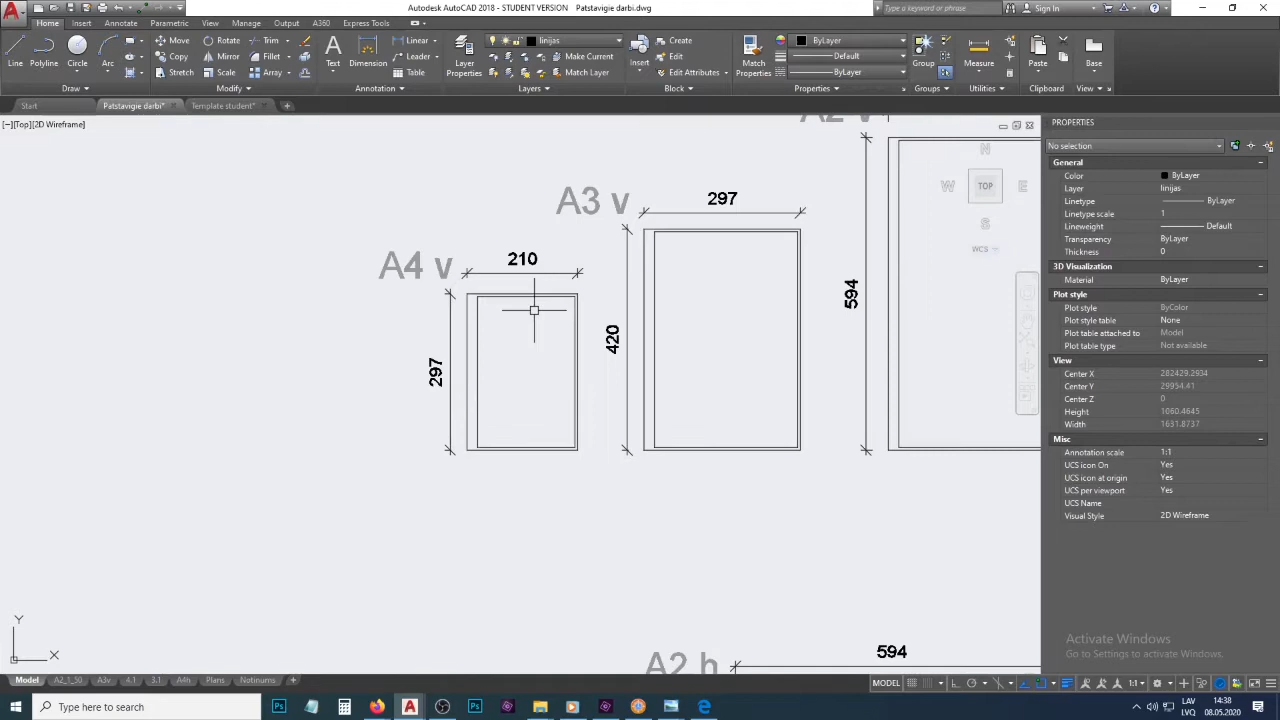 Autodesk AutoCAD 2018 - STUDENT VERSION Patstavigie darbi.dwg
Type a keyword or phrase
Sign In
Home Insert Annotate Parametric View Manage Output A360 Express Tools
Line Polyline Circle Arc
Move Rotate Trim
Copy Mirror Fillet
Stretch Scale Array
Text Dimension
Linear
Leader
Table
Layer Properties
linijas
Make Current
Match Layer
Insert
Create
Edit
Edit Attributes
Match Properties
ByLayer
Default
ByLayer
Group
Measure
Paste
Base
Draw Modify Annotation Layers Block Properties Groups Utilities Clipboard View
Start Patstavigie darbi* Template student*
[−][Top][2D Wireframe]
A2 v
A3 v
297
A4 v
210
297
420
594
N
W TOP E
S
WCS
A2 h
594
Y
X
PROPERTIES
No selection
General
Color ByLayer
Layer linijas
Linetype ByLayer
Linetype scale 1
Lineweight Default
Transparency ByLayer
Thickness 0
3D Visualization
Material ByLayer
Plot style
Plot style ByColor
Plot style table None
Plot table attached to Model
Plot table type Not available
View
Center X 282429.2934
Center Y 29954.41
Center Z 0
Height 1060.4645
Width 1631.8737
Misc
Annotation scale 1:1
UCS icon On Yes
UCS icon at origin Yes
UCS per viewport Yes
UCS Name
Visual Style 2D Wireframe
Activate Windows
Go to Settings to activate Windows.
Model A2_1_50 A3v 4.1 3.1 A4h Plans Notinums
MODEL 1:1
Type here to search
LAV
LVQ
14:38
08.05.2020